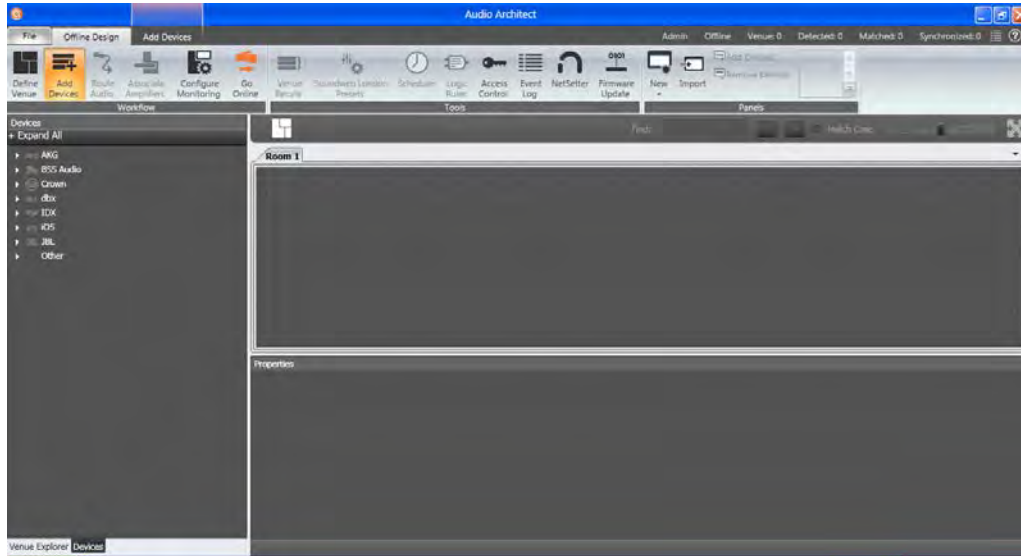 Audio Architect
File Offline Design Add Devices Admin Offline Venue: 0 Detected: 0 Matched: 0 Synchronized: 0
Define Venue
Add Devices
Route Audio
Associate Amplifiers
Configure Monitoring
Go Online
Venue Recalls
Soundweb London Presets
Scheduler
Logic Rules
Access Control
Event Log
NetSetter
0101
Firmware Update
New
Import
Add Events
Remove Events
Workflow Tools Panels
Devices
+ Expand All
Find: Match Case
AKG
BSS Audio
Crown
dbx
IDX
iOS
JBL
Other
Room 1
Properties
Venue Explorer Devices